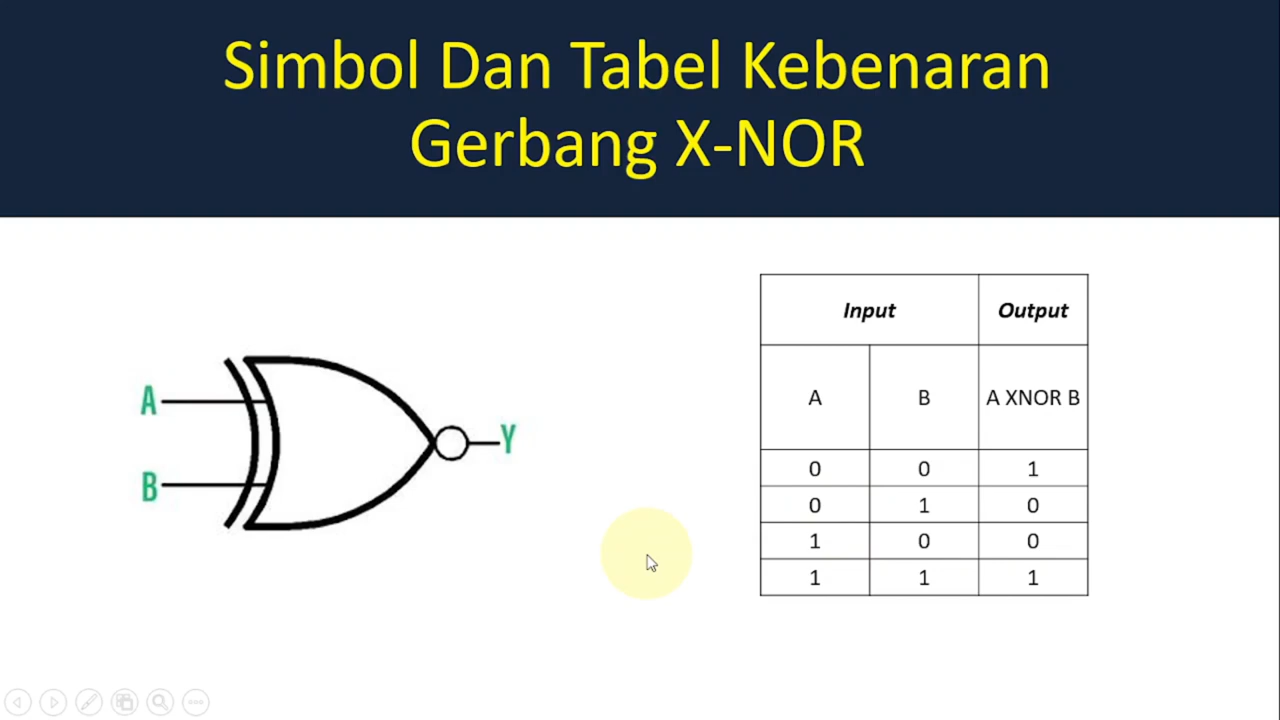 Simbol Dan Tabel Kebenaran
Gerbang X-NOR
A
B
Y
Input Output
A B A XNOR B
0 0 1
0 1 0
1 0 0
1 1 1